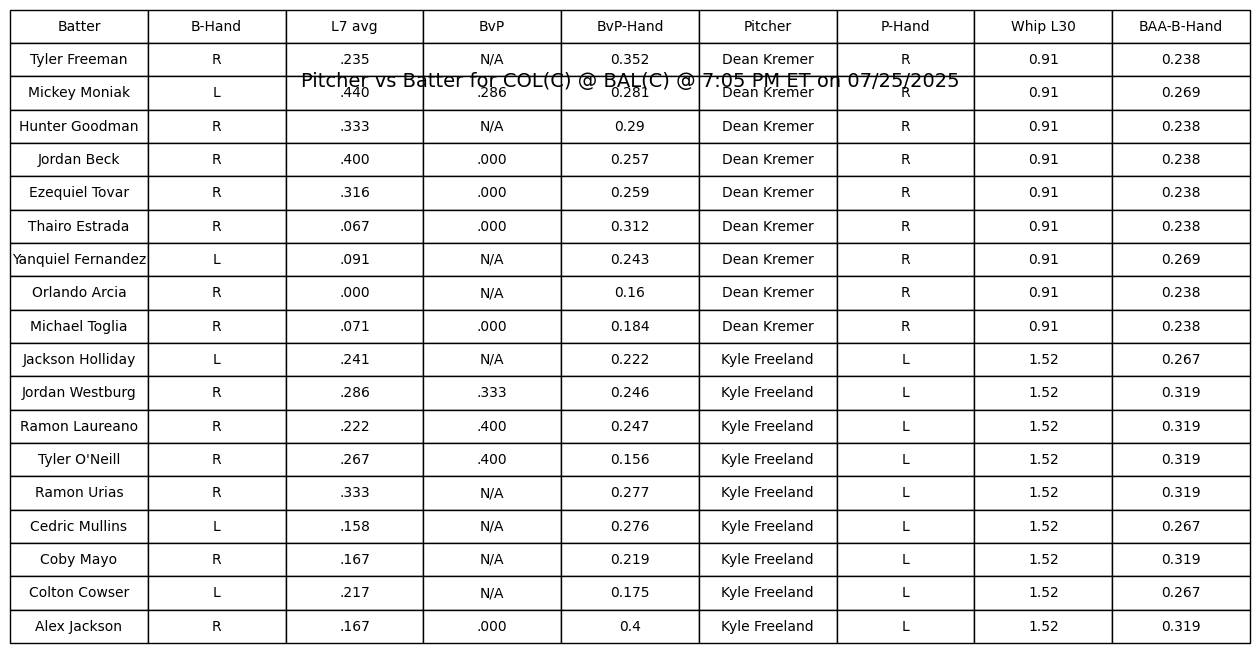 Batter B-Hand L7 avg BvP BvP-Hand Pitcher P-Hand Whip L30 BAA-B-Hand
Tyler Freeman R .235 N/A 0.352 Dean Kremer R 0.91 0.238
Pitcher vs Batter for COL(C) @ BAL(C) @ 7:05 PM ET on 07/25/2025
Mickey Moniak L .440 .286 0.281 Dean Kremer R 0.91 0.269
Hunter Goodman R .333 N/A 0.29 Dean Kremer R 0.91 0.238
Jordan Beck R .400 .000 0.257 Dean Kremer R 0.91 0.238
Ezequiel Tovar R .316 .000 0.259 Dean Kremer R 0.91 0.238
Thairo Estrada R .067 .000 0.312 Dean Kremer R 0.91 0.238
Yanquiel Fernandez L .091 N/A 0.243 Dean Kremer R 0.91 0.269
Orlando Arcia R .000 N/A 0.16 Dean Kremer R 0.91 0.238
Michael Toglia R .071 .000 0.184 Dean Kremer R 0.91 0.238
Jackson Holliday L .241 N/A 0.222 Kyle Freeland L 1.52 0.267
Jordan Westburg R .286 .333 0.246 Kyle Freeland L 1.52 0.319
Ramon Laureano R .222 .400 0.247 Kyle Freeland L 1.52 0.319
Tyler O'Neill R .267 .400 0.156 Kyle Freeland L 1.52 0.319
Ramon Urias R .333 N/A 0.277 Kyle Freeland L 1.52 0.319
Cedric Mullins L .158 N/A 0.276 Kyle Freeland L 1.52 0.267
Coby Mayo R .167 N/A 0.219 Kyle Freeland L 1.52 0.319
Colton Cowser L .217 N/A 0.175 Kyle Freeland L 1.52 0.267
Alex Jackson R .167 .000 0.4 Kyle Freeland L 1.52 0.319